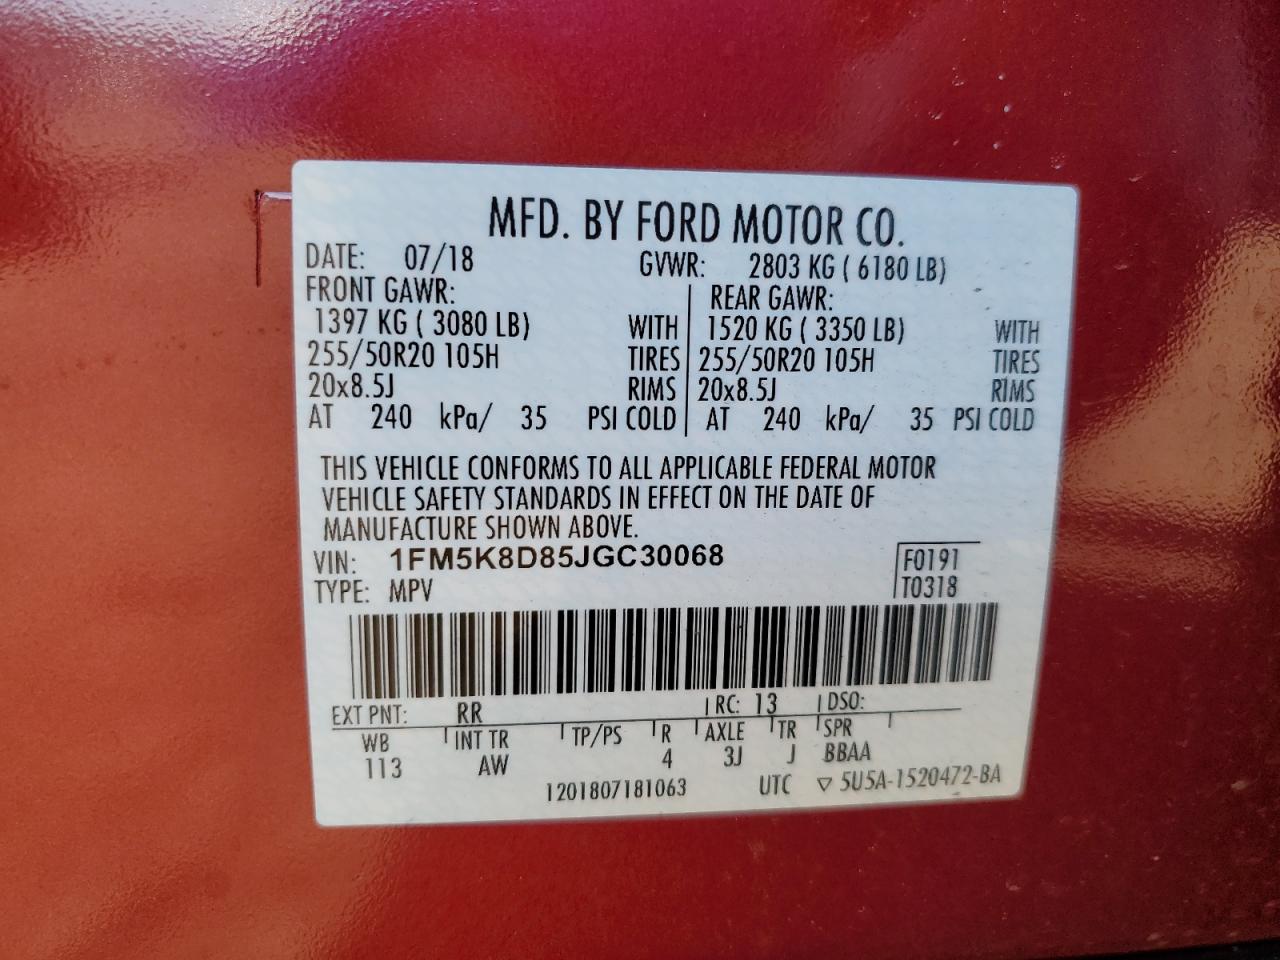 MFD. BY FORD MOTOR CO.
DATE: 07/18 GVWR: 2803 KG ( 6180 LB)
FRONT GAWR: REAR GAWR:
1397 KG ( 3080 LB) WITH 1520 KG ( 3350 LB) WITH
255/50R20 105H TIRES 255/50R20 105H TIRES
20x8.5J RIMS 20x8.5J RIMS
AT 240 kPa/ 35 PSI COLD AT 240 kPa/ 35 PSI COLD
THIS VEHICLE CONFORMS TO ALL APPLICABLE FEDERAL MOTOR
VEHICLE SAFETY STANDARDS IN EFFECT ON THE DATE OF
MANUFACTURE SHOWN ABOVE.
VIN: 1FM5K8D85JGC30068 F0191
TYPE: MPV T0318
EXT PNT: RR RC: 13 DSO:
WB INT TR TP/PS R AXLE TR SPR
113 AW 4 3J J BBAA
1201807181063 UTC ▽ 5U5A-1520472-BA